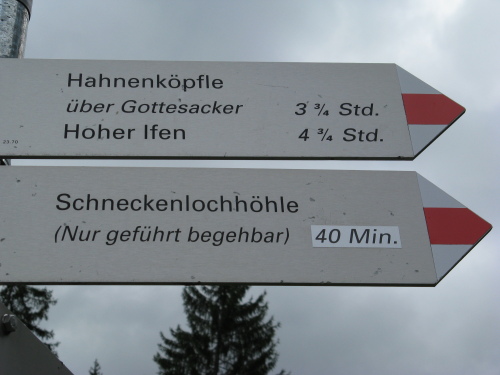 Hahnenköpfle
über Gottesacker 3 ¾ Std.
Hoher Ifen 4 ¾ Std.
Schneckenlochhöhle
(Nur geführt begehbar) 40 Min.